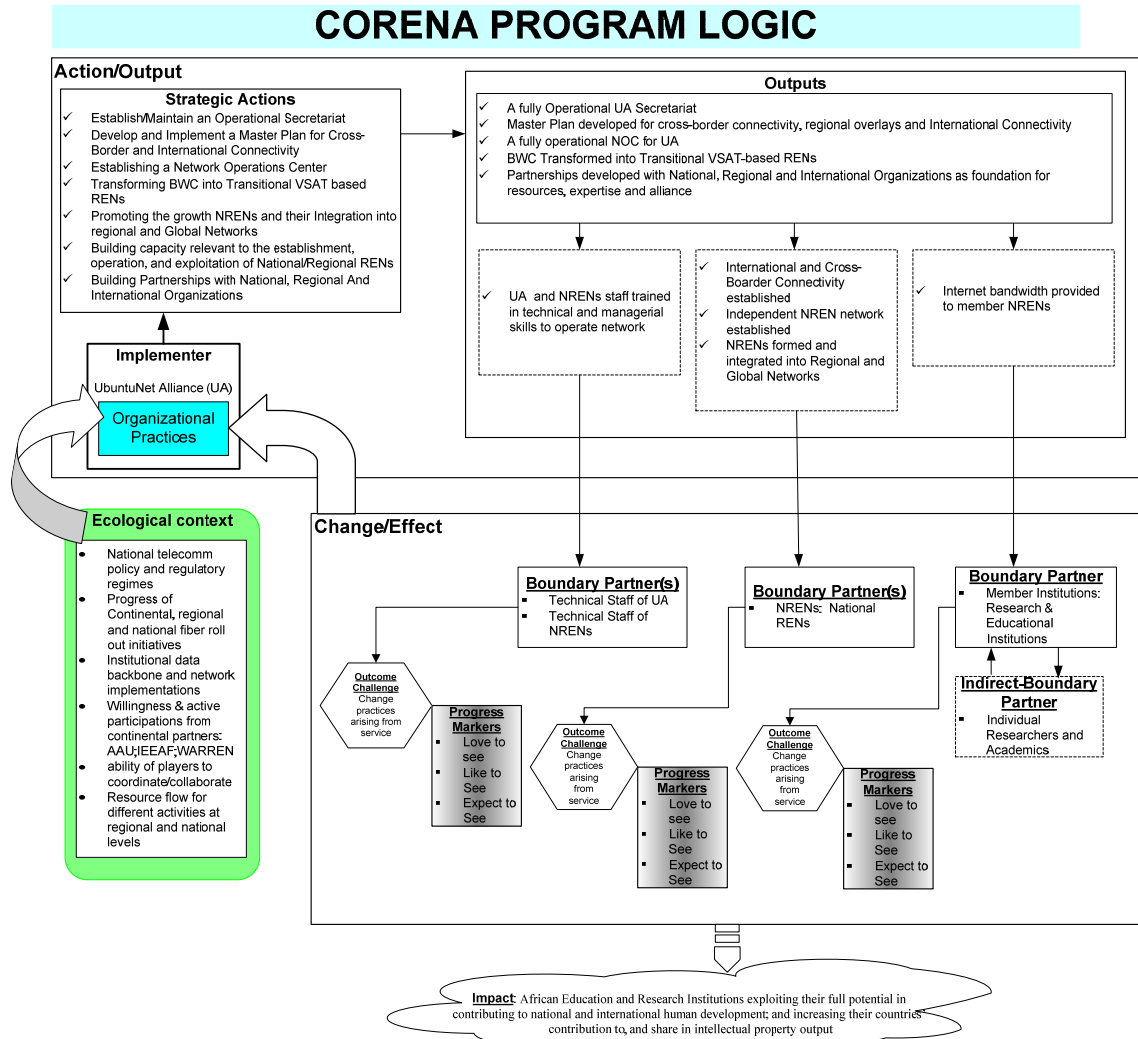 CORENA PROGRAM LOGIC
Action/Output
Strategic Actions
✓ Establish/Maintain an Operational Secretariat
✓ Develop and Implement a Master Plan for Cross-
Border and International Connectivity
✓ Establishing a Network Operations Center
✓ Transforming BWC into Transitional VSAT based
RENs
✓ Promoting the growth NRENs and their Integration into
regional and Global Networks
✓ Building capacity relevant to the establishment,
operation, and exploitation of National/Regional RENs
✓ Building Partnerships with National, Regional And
International Organizations
Implementer
UbuntuNet Alliance (UA)
Organizational
Practices
Outputs
✓ A fully Operational UA Secretariat
✓ Master Plan developed for cross-border connectivity, regional overlays and International Connectivity
✓ A fully operational NOC for UA
✓ BWC Transformed into Transitional VSAT-based RENs
✓ Partnerships developed with National, Regional and International Organizations as foundation for
resources, expertise and alliance
✓ UA and NRENs staff trained
in technical and managerial
skills to operate network
✓ International and Cross-
Boarder Connectivity
established
✓ Independent NREN network
established
✓ NRENs formed and
integrated into Regional and
Global Networks
✓ Internet bandwidth provided
to member NRENs
Ecological context
• National telecomm
policy and regulatory
regimes
• Progress of
Continental, regional
and national fiber roll
out initiatives
• Institutional data
backbone and network
implementations
• Willingness & active
participations from
continental partners:
AAU;IEEAF;WARREN
• ability of players to
coordinate/collaborate
• Resource flow for
different activities at
regional and national
levels
Change/Effect
Boundary Partner(s)
▪ Technical Staff of UA
▪ Technical Staff of
NRENs
Boundary Partner(s)
▪ NRENs: National
RENs
Boundary Partner
▪ Member Institutions:
Research &
Educational
Institutions
Indirect-Boundary
Partner
▪ Individual
Researchers and
Academics
Outcome
Challenge
Change
practices
arising from
service
Progress
Markers
▪ Love to
see
▪ Like to
See
▪ Expect to
See
Outcome
Challenge
Change
practices
arising
from
service
Progress
Markers
▪ Love to
see
▪ Like to
See
▪ Expect to
See
Outcome
Challenge
Change
practices
arising
from
service
Progress
Markers
▪ Love to
see
▪ Like to
See
▪ Expect to
See
Impact: African Education and Research Institutions exploiting their full potential in
contributing to national and international human development; and increasing their countries'
contribution to, and share in intellectual property output